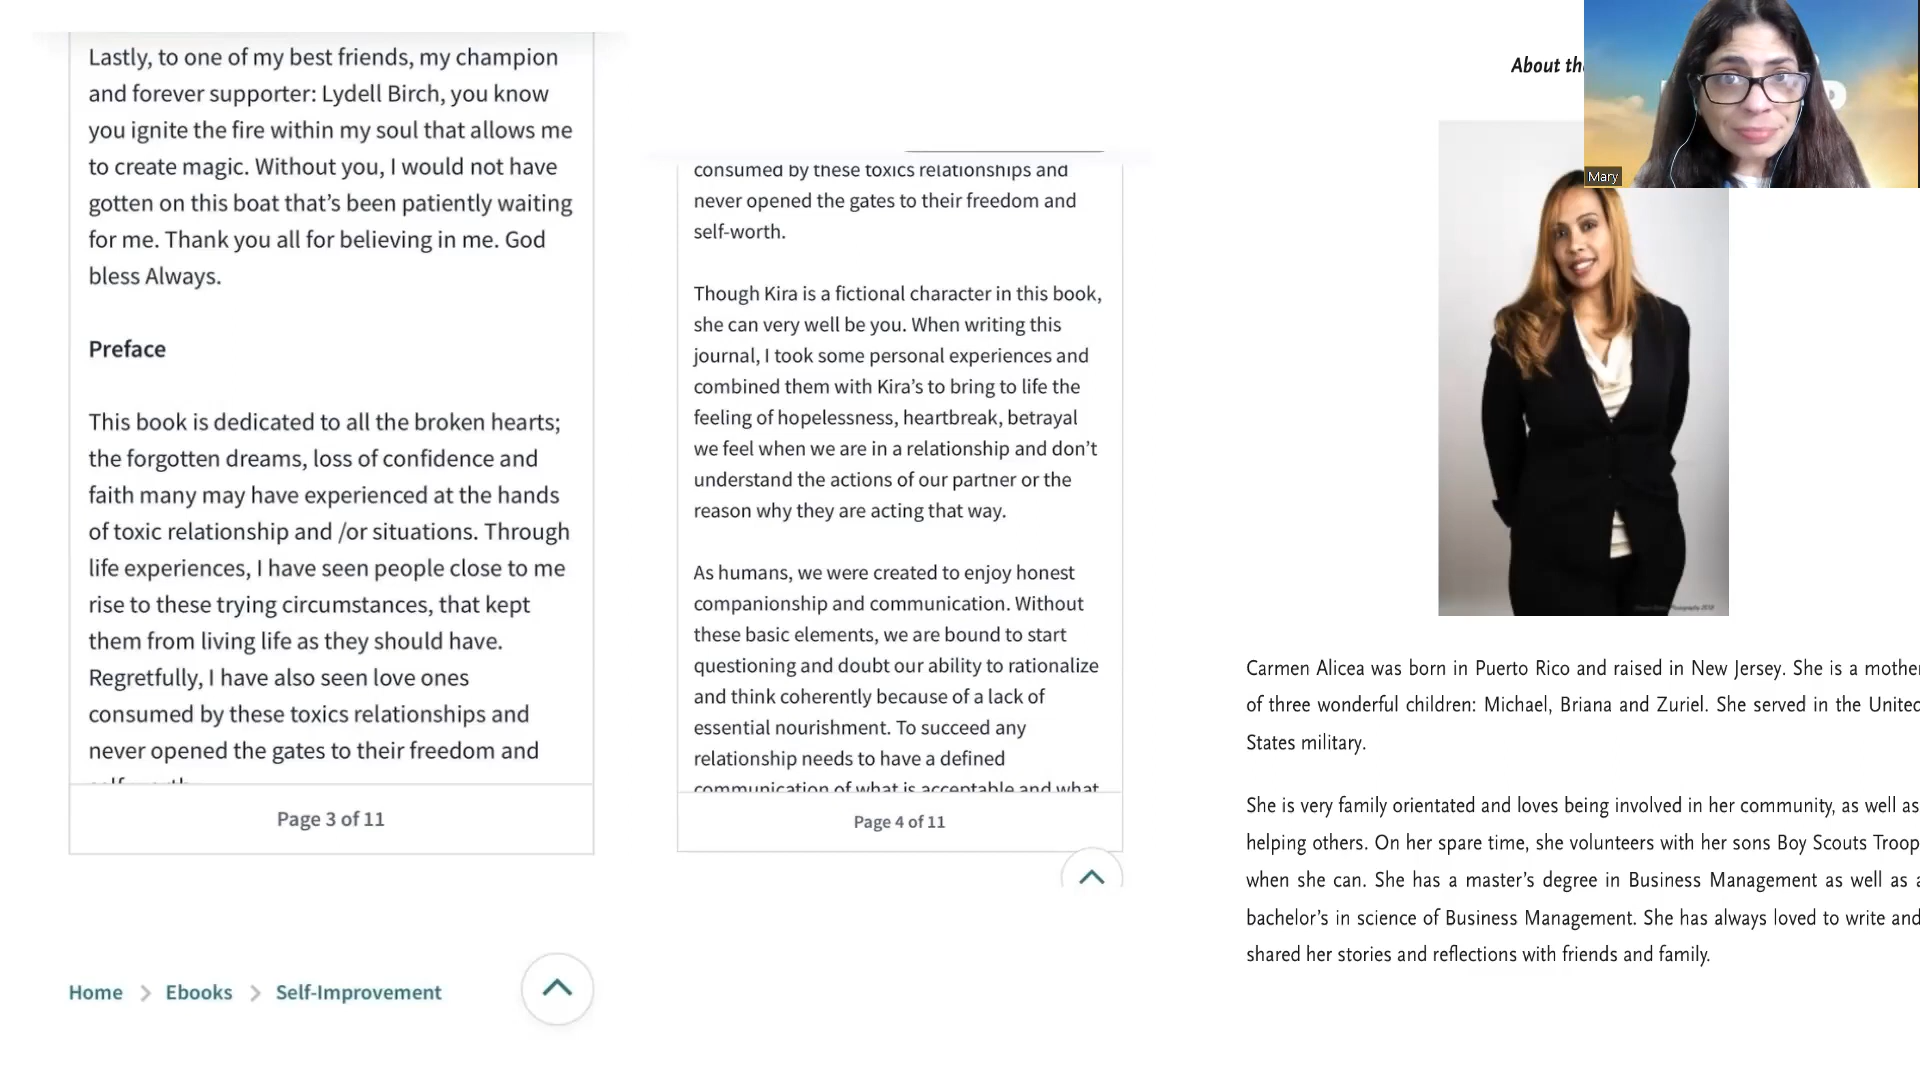 Lastly, to one of my best friends, my champion
and forever supporter: Lydell Birch, you know
you ignite the fire within my soul that allows me
to create magic. Without you, I would not have
gotten on this boat that’s been patiently waiting
for me. Thank you all for believing in me. God
bless Always.
Preface
This book is dedicated to all the broken hearts;
the forgotten dreams, loss of confidence and
faith many may have experienced at the hands
of toxic relationship and /or situations. Through
life experiences, I have seen people close to me
rise to these trying circumstances, that kept
them from living life as they should have.
Regretfully, I have also seen love ones
consumed by these toxics relationships and
never opened the gates to their freedom and
Page 3 of 11
Home > Ebooks > Self-Improvement
consumed by these toxics relationships and
never opened the gates to their freedom and
self-worth.
Though Kira is a fictional character in this book,
she can very well be you. When writing this
journal, I took some personal experiences and
combined them with Kira’s to bring to life the
feeling of hopelessness, heartbreak, betrayal
we feel when we are in a relationship and don’t
understand the actions of our partner or the
reason why they are acting that way.
As humans, we were created to enjoy honest
companionship and communication. Without
these basic elements, we are bound to start
questioning and doubt our ability to rationalize
and think coherently because of a lack of
essential nourishment. To succeed any
relationship needs to have a defined
communication of what is acceptable and what
Page 4 of 11
About the
Mary
Carmen Alicea was born in Puerto Rico and raised in New Jersey. She is a mother
of three wonderful children: Michael, Briana and Zuriel. She served in the United
States military.
She is very family orientated and loves being involved in her community, as well as
helping others. On her spare time, she volunteers with her sons Boy Scouts Troop
when she can. She has a master’s degree in Business Management as well as a
bachelor’s in science of Business Management. She has always loved to write and
shared her stories and reflections with friends and family.